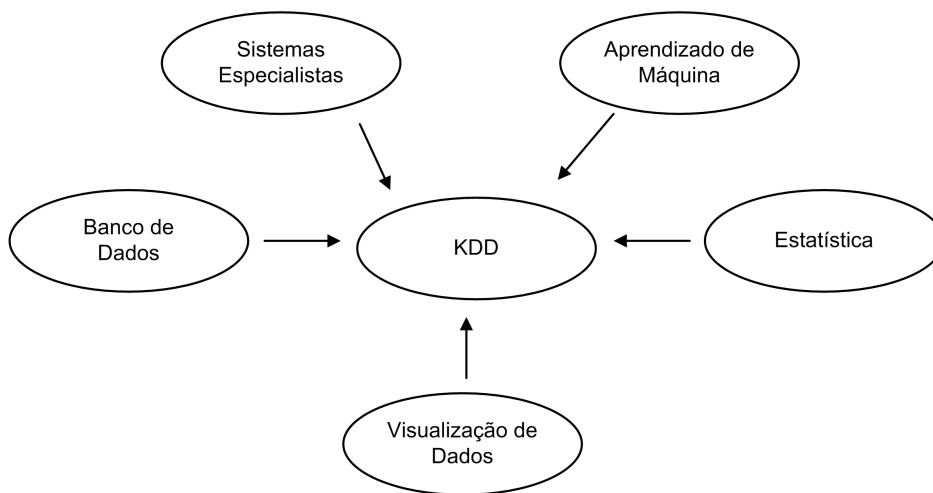 Sistemas
Especialistas
Aprendizado de
Máquina
Banco de
Dados
KDD
Estatística
Visualização de
Dados